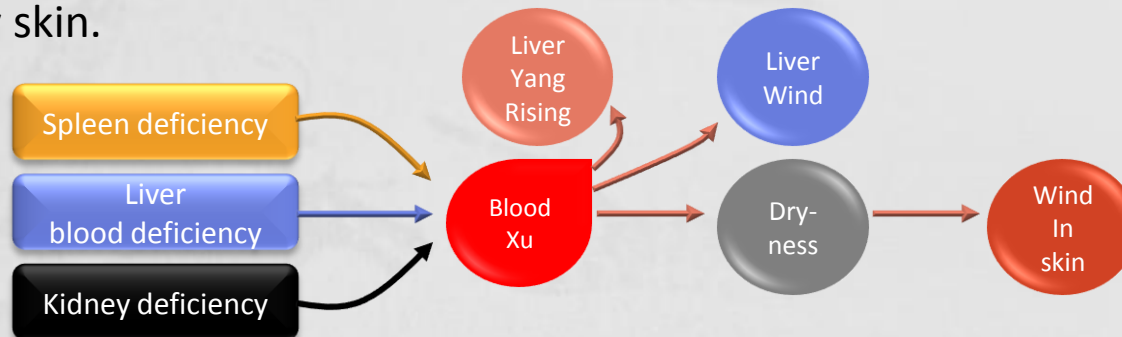 skin.
Liver
Yang
Rising
Liver
Wind
Spleen deficiency
Liver
blood deficiency
Kidney deficiency
Blood
Xu
Dry-
ness
Wind
In
skin